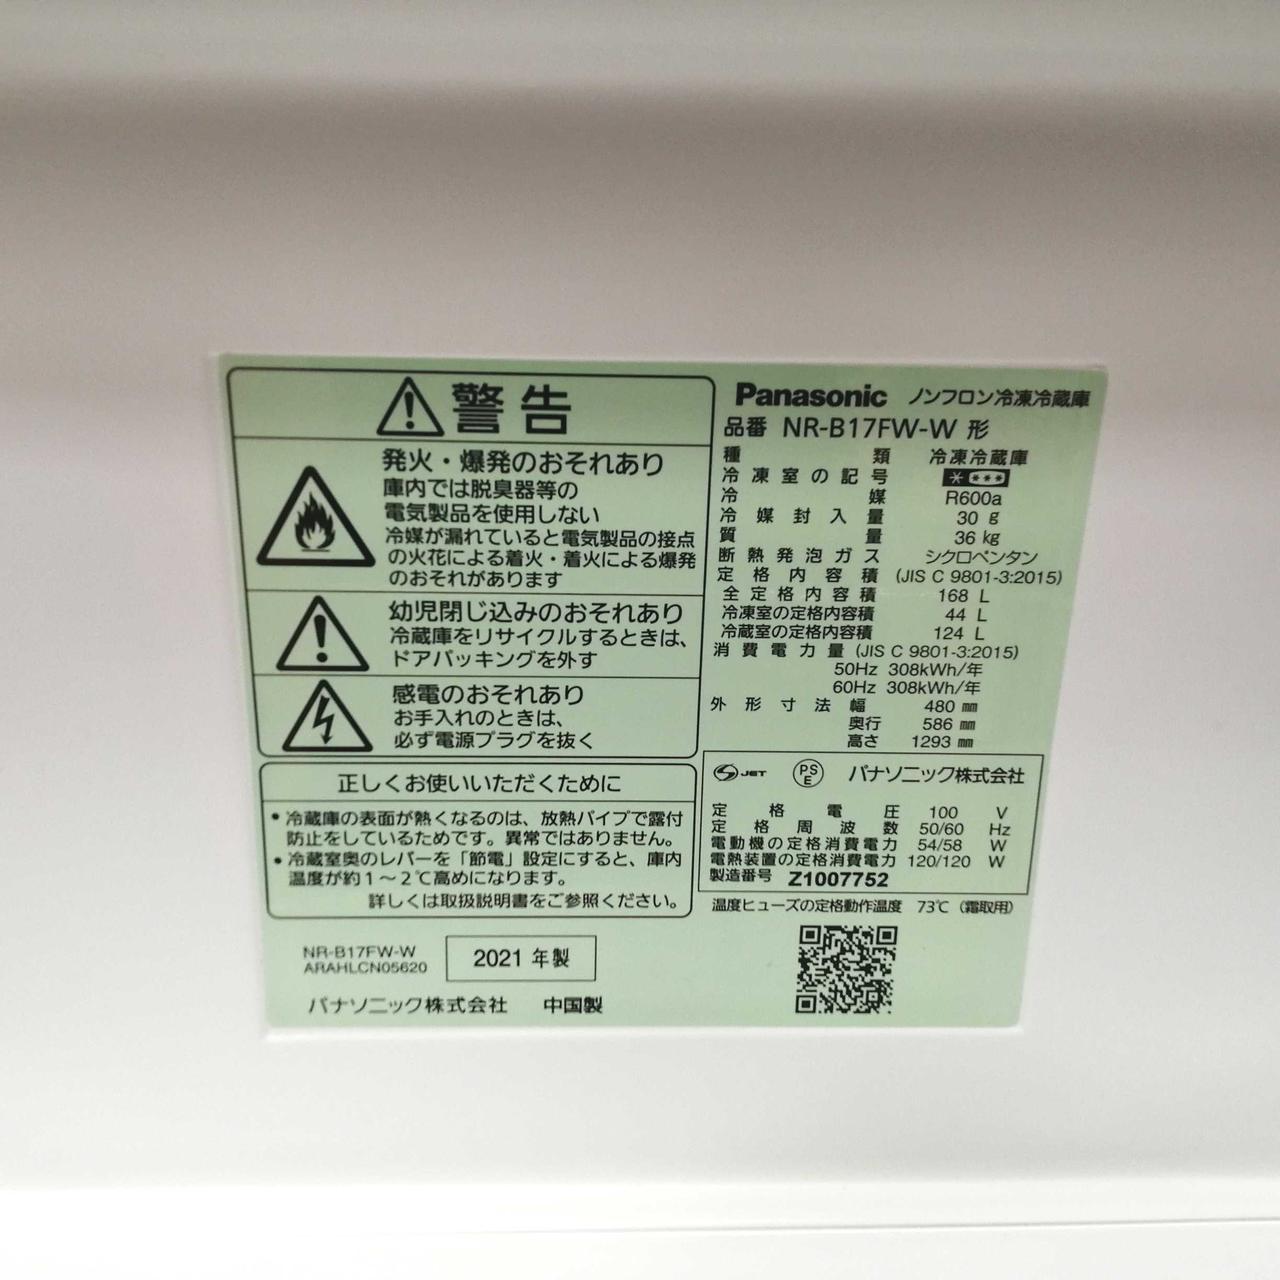 警告
発火・爆発のおそれあり
庫内では脱臭器等の
電気製品を使用しない
冷媒が漏れていると電気製品の接点
の火花による着火・着火による爆発
のおそれがあります
幼児閉じ込みのおそれあり
冷蔵庫をリサイクルするときは、
ドアパッキングを外す
感電のおそれあり
お手入れのときは、
必ず電源プラグを抜く
正しくお使いいただくために
• 冷蔵庫の表面が熱くなるのは、放熱パイプで露付
防止をしているためです。異常ではありません。
• 冷蔵室奥のレバーを「節電」設定にすると、庫内
温度が約1～2℃高めになります。
詳しくは取扱説明書をご参照ください。
NR-B17FW-W
ARAHLCN05620
2021 年製
パナソニック株式会社 中国製
Panasonic ノンフロン冷凍冷蔵庫
品番 NR-B17FW-W 形
種類 冷凍冷蔵庫
冷凍室の記号 * ***
冷媒 R600a
冷媒封入量 30 g
質量 36 kg
断熱発泡ガス シクロペンタン
定格内容積 (JIS C 9801-3:2015)
全定格内容積 168 L
冷凍室の定格内容積 44 L
冷蔵室の定格内容積 124 L
消費電力量 (JIS C 9801-3:2015)
50Hz 308kWh/年
60Hz 308kWh/年
外形寸法 幅 480 ㎜
奥行 586 ㎜
高さ 1293 ㎜
S JET PS E パナソニック株式会社
定格電圧 100 V
定格周波数 50/60 Hz
電動機の定格消費電力 54/58 W
電熱装置の定格消費電力 120/120 W
製造番号 Z1007752
温度ヒューズの定格動作温度 73℃ (霜取用)